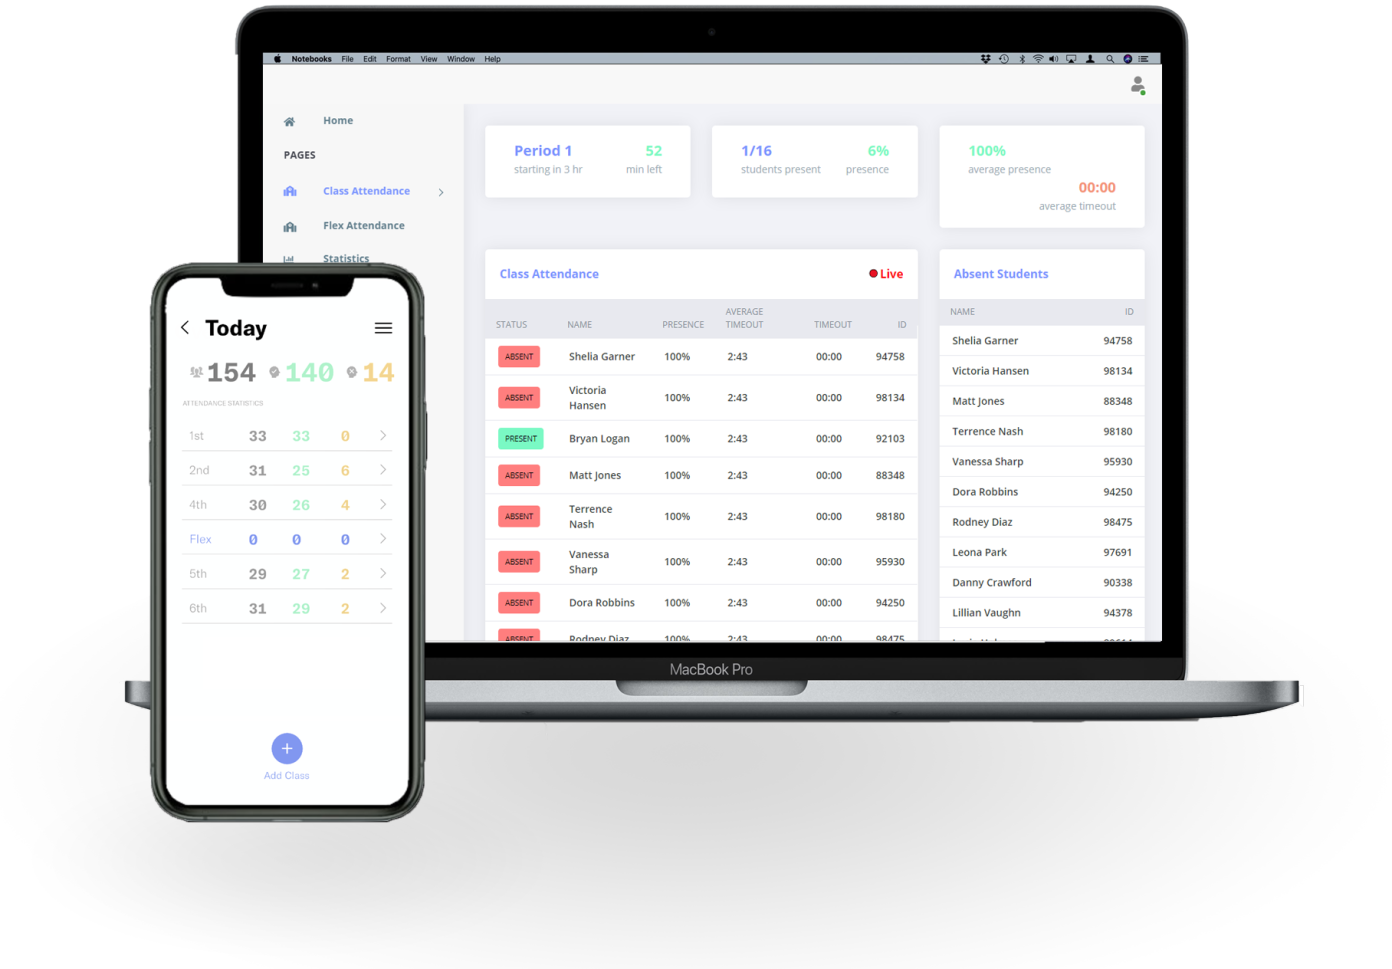 Notebooks File Edit Format View Window Help
Home
PAGES
Class Attendance
Flex Attendance
Statistics
Period 1 52
starting in 3 hr min left
1/16 6%
students present presence
100%
average presence
00:00
average timeout
Class Attendance Live
STATUS NAME PRESENCE AVERAGE TIMEOUT TIMEOUT ID
ABSENT Shelia Garner 100% 2:43 00:00 94758
ABSENT Victoria Hansen 100% 2:43 00:00 98134
PRESENT Bryan Logan 100% 2:43 00:00 92103
ABSENT Matt Jones 100% 2:43 00:00 88348
ABSENT Terrence Nash 100% 2:43 00:00 98180
ABSENT Vanessa Sharp 100% 2:43 00:00 95930
ABSENT Dora Robbins 100% 2:43 00:00 94250
ABSENT Rodney Diaz 100% 2:43 00:00 98475
Absent Students
NAME ID
Shelia Garner 94758
Victoria Hansen 98134
Matt Jones 88348
Terrence Nash 98180
Vanessa Sharp 95930
Dora Robbins 94250
Rodney Diaz 98475
Leona Park 97691
Danny Crawford 90338
Lillian Vaughn 94378
MacBook Pro
Today
154 140 14
ATTENDANCE STATISTICS
1st 33 33 0
2nd 31 25 6
4th 30 26 4
Flex 0 0 0
5th 29 27 2
6th 31 29 2
Add Class